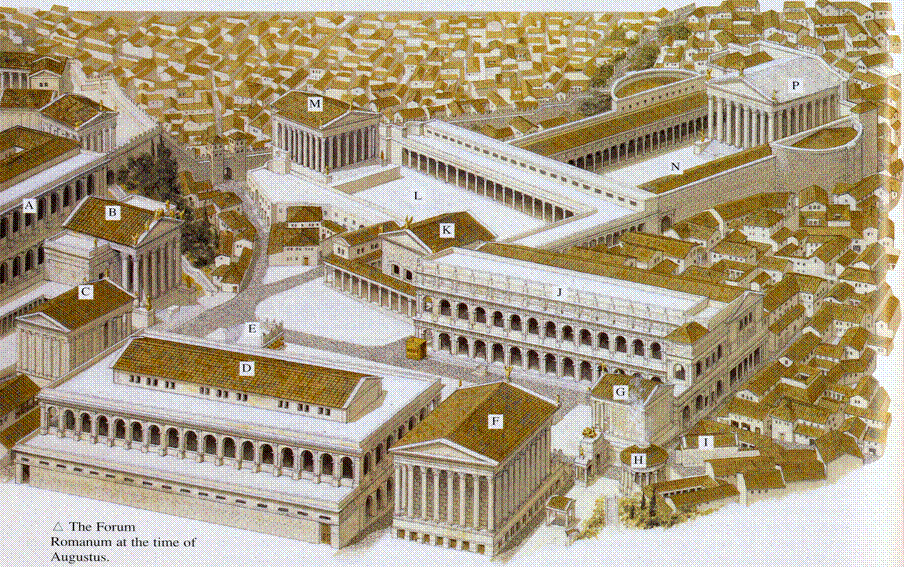 M
P
N
A
L
B
K
C
J
E
D
G
F
I
H
△ The Forum
Romanum at the time of
Augustus.